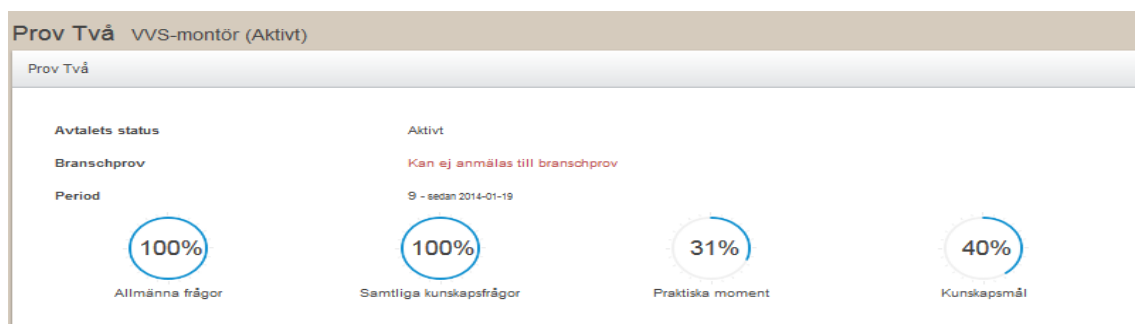 Prov Två VVS-montör (Aktivt)
Prov Två
Avtalets status Aktivt
Branschprov Kan ej anmälas till branschprov
Period 9 - sedan 2014-01-19
100% 100% 31% 40%
Allmänna frågor Samtliga kunskapsfrågor Praktiska moment Kunskapsmål